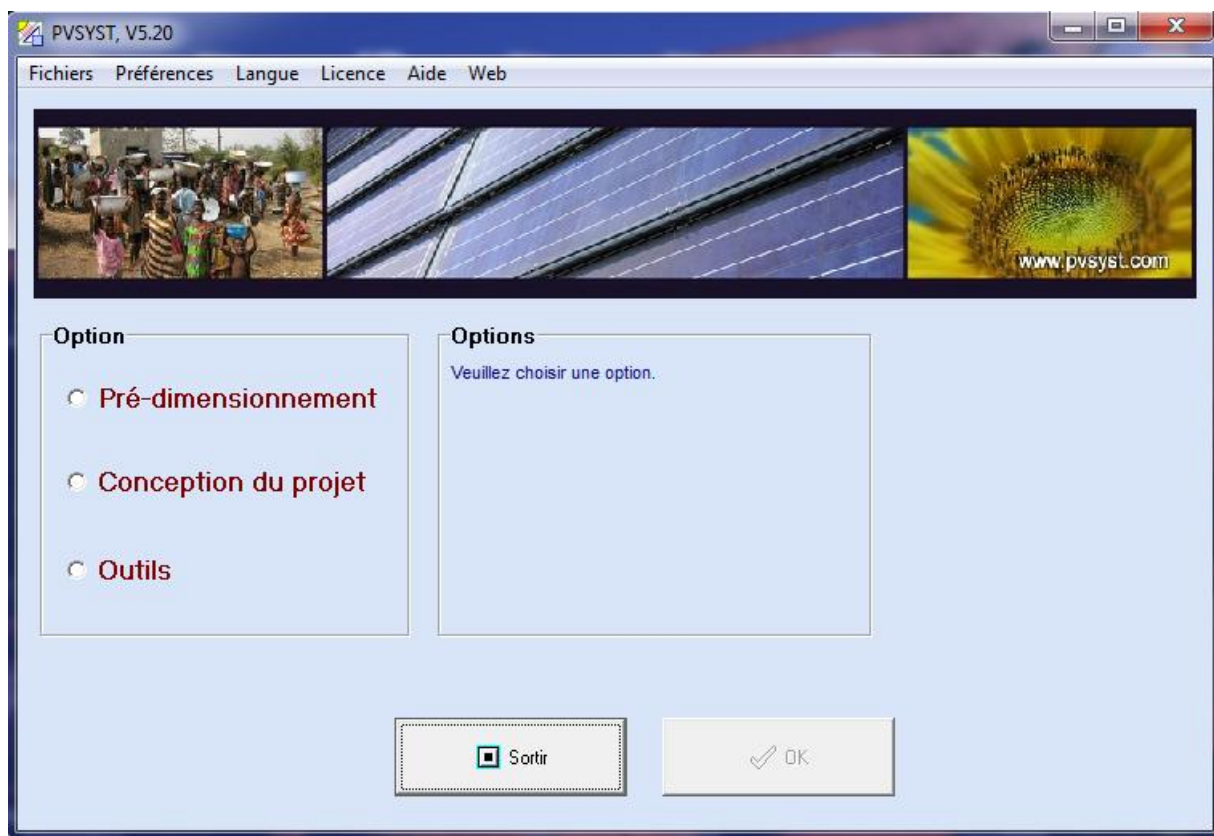 PVSYST, V5.20
Fichiers Préférences Langue Licence Aide Web
www.pvsyst.com
Option
Pré-dimensionnement
Conception du projet
Outils
Options
Veuillez choisir une option.
Sortir
OK